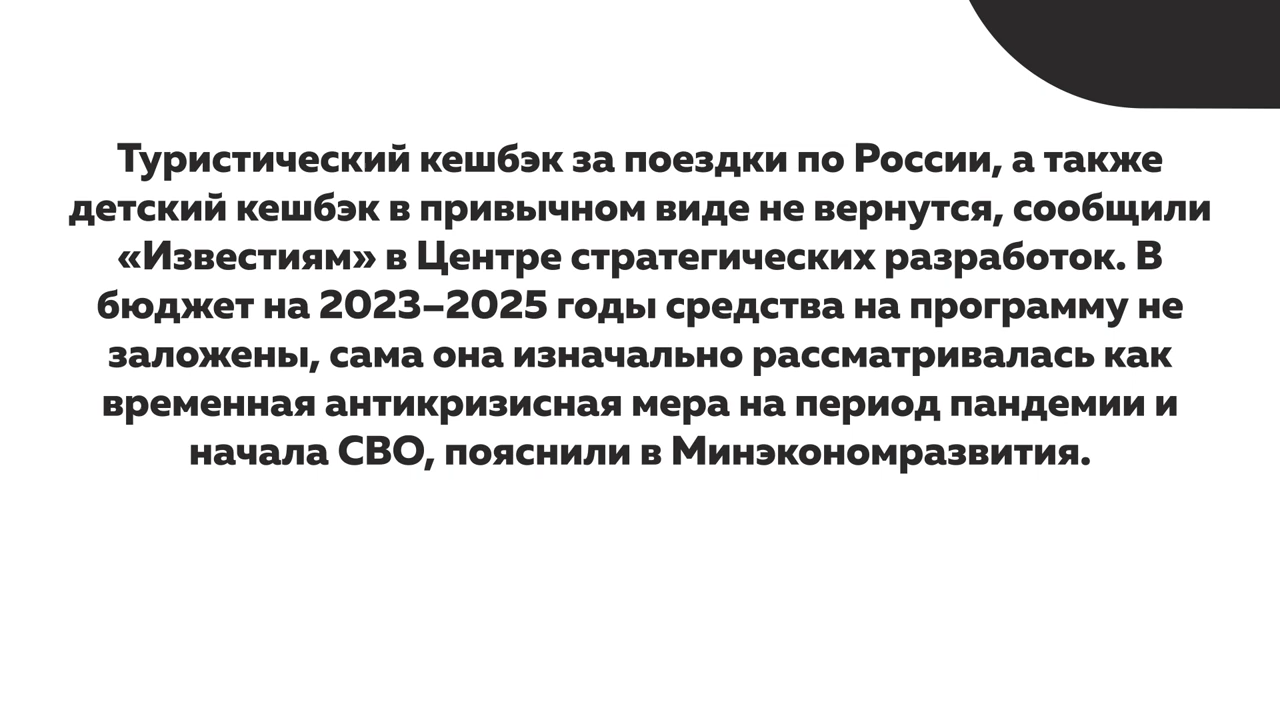 Туристический кешбэк за поездки по России, а также
детский кешбэк в привычном виде не вернутся, сообщили
«Известиям» в Центре стратегических разработок. В
бюджет на 2023–2025 годы средства на программу не
заложены, сама она изначально рассматривалась как
временная антикризисная мера на период пандемии и
начала СВО, пояснили в Минэкономразвития.